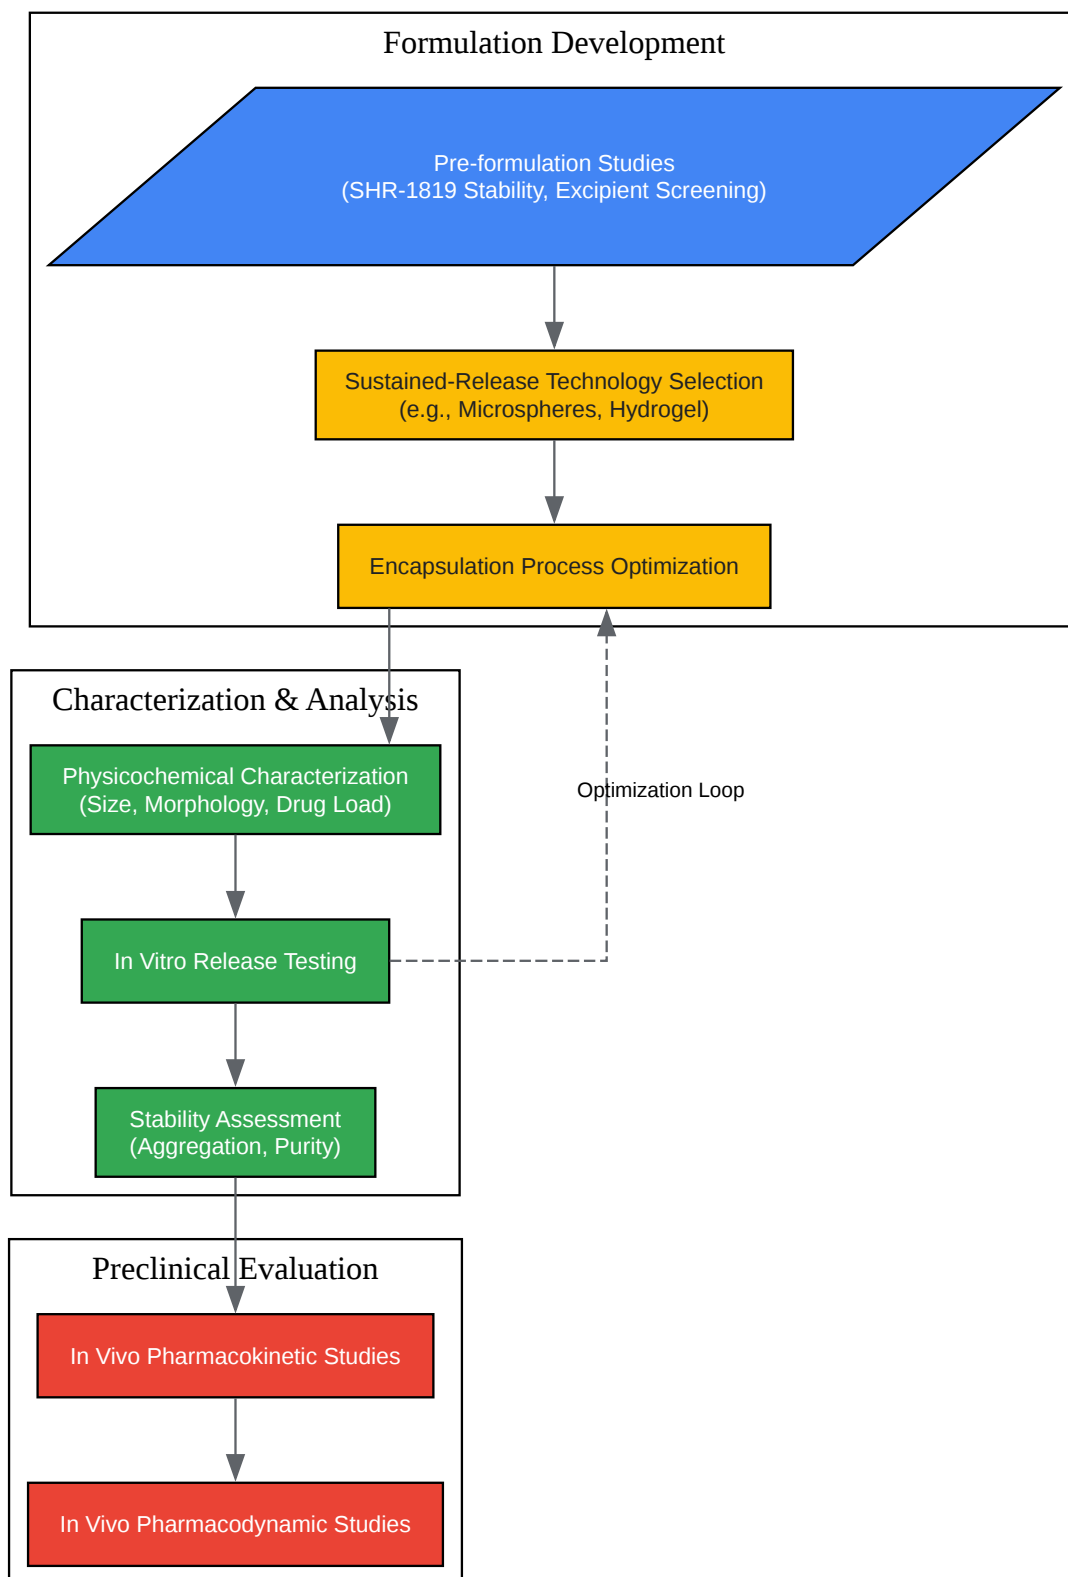 Formulation Development
Pre-formulation Studies
(SHR-1819 Stability, Excipient Screening)
Sustained-Release Technology Selection
(e.g., Microspheres, Hydrogel)
Encapsulation Process Optimization
Characterization & Analysis
Physicochemical Characterization
(Size, Morphology, Drug Load)
Optimization Loop
In Vitro Release Testing
Stability Assessment
(Aggregation, Purity)
Preclinical Evaluation
In Vivo Pharmacokinetic Studies
In Vivo Pharmacodynamic Studies